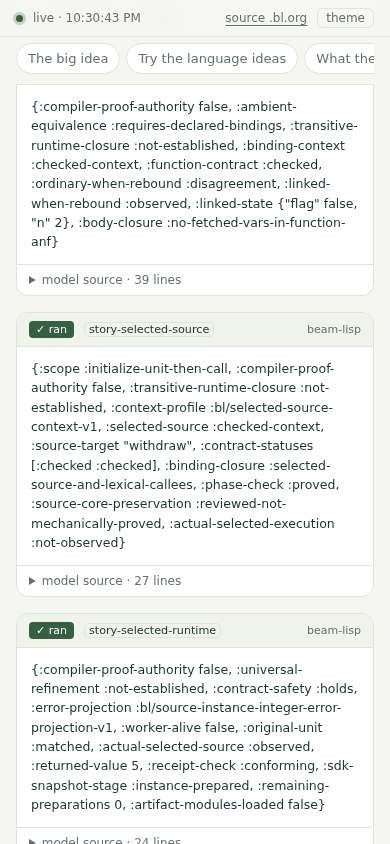 live · 10:30:43 PM source .bl.org theme
The big idea Try the language ideas What the
{:compiler-proof-authority false, :ambient-
equivalence :requires-declared-bindings, :transitive-
runtime-closure :not-established, :binding-context
:checked-context, :function-contract :checked,
:ordinary-when-rebound :disagreement, :linked-
when-rebound :observed, :linked-state {"flag" false,
"n" 2}, :body-closure :no-fetched-vars-in-function-
anf}
model source · 39 lines
✓ ran story-selected-source beam-lisp
{:scope :initialize-unit-then-call, :compiler-proof-
authority false, :transitive-runtime-closure :not-
established, :context-profile :bl/selected-source-
context-v1, :selected-source :checked-context,
:source-target "withdraw", :contract-statuses
[:checked :checked], :binding-closure :selected-
source-and-lexical-callees, :phase-check :proved,
:source-core-preservation :reviewed-not-
mechanically-proved, :actual-selected-execution
:not-observed}
model source · 27 lines
✓ ran story-selected-runtime beam-lisp
{:compiler-proof-authority false, :universal-
refinement :not-established, :contract-safety :holds,
:error-projection :bl/source-instance-integer-error-
projection-v1, :worker-alive false, :original-unit
:matched, :actual-selected-source :observed,
:returned-value 5, :receipt-check :conforming, :sdk-
snapshot-stage :instance-prepared, :remaining-
preparations 0, :artifact-modules-loaded false}
model source · 24 lines